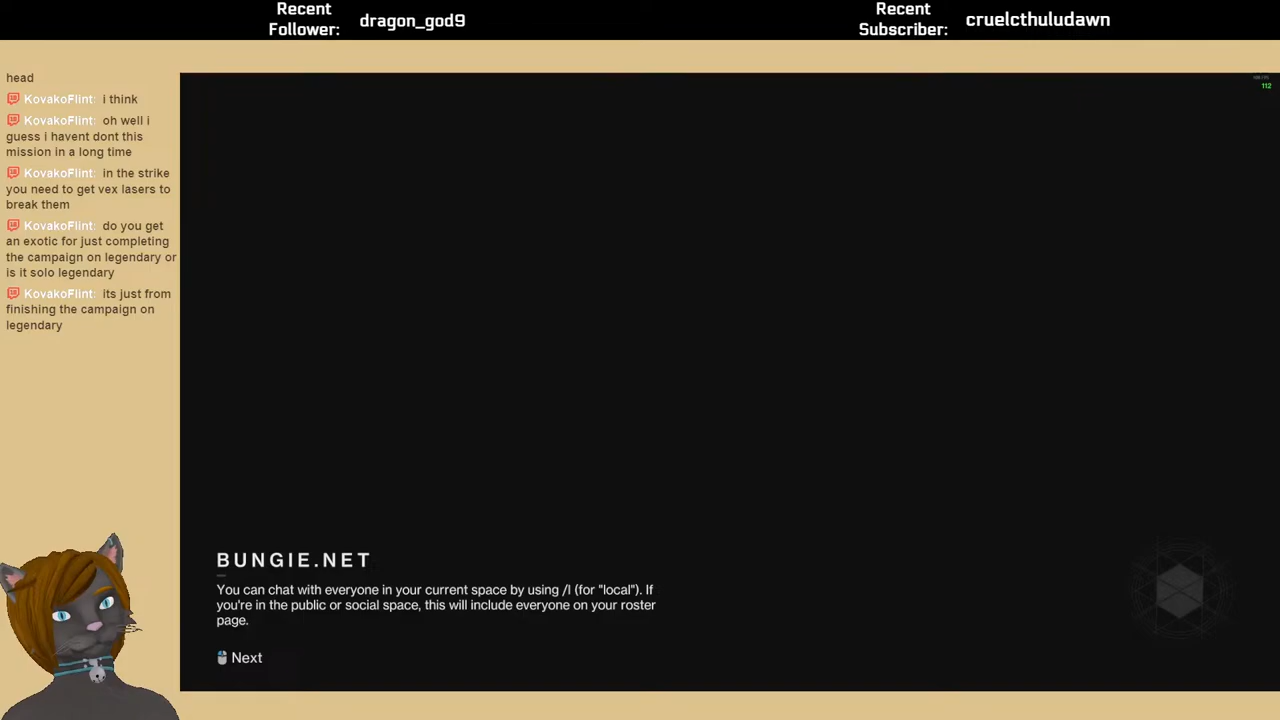 Recent
Follower:
dragon_god9
Recent
Subscriber:
cruelcthuludawn
head
KovakoFlint: i think
KovakoFlint: oh well i
guess i havent dont this
mission in a long time
KovakoFlint: in the strike
you need to get vex lasers to
break them
KovakoFlint: do you get
an exotic for just completing
the campaign on legendary or
is it solo legendary
KovakoFlint: its just from
finishing the campaign on
legendary
112
BUNGIE.NET
You can chat with everyone in your current space by using /l (for "local"). If
you're in the public or social space, this will include everyone on your roster
page.
Next